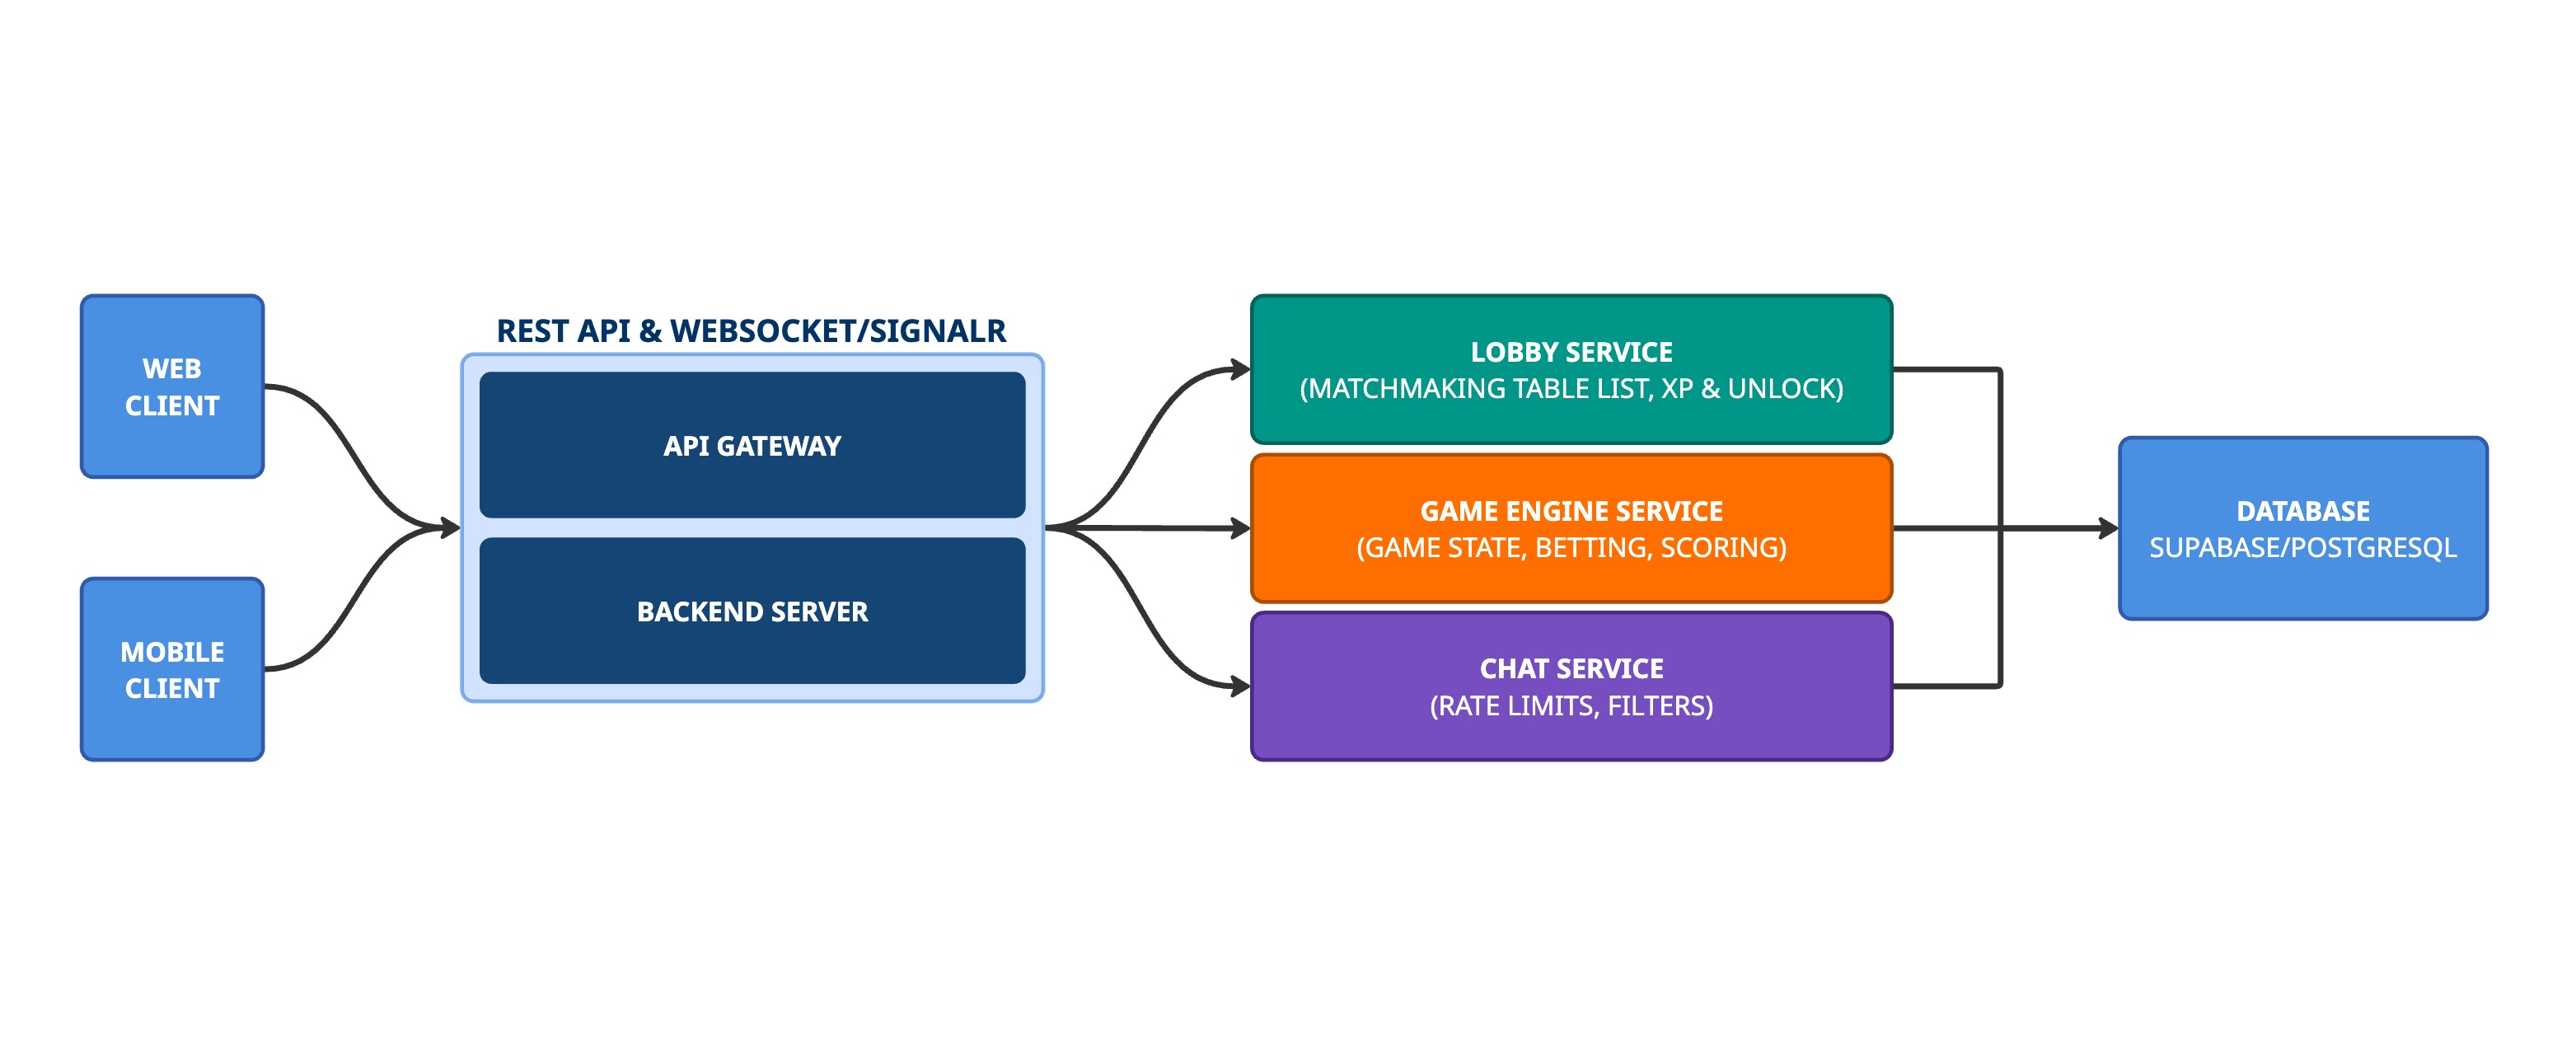 WEB
CLIENT
MOBILE
CLIENT
REST API & WEBSOCKET/SIGNALR
API GATEWAY
BACKEND SERVER
LOBBY SERVICE
(MATCHMAKING TABLE LIST, XP & UNLOCK)
GAME ENGINE SERVICE
(GAME STATE, BETTING, SCORING)
CHAT SERVICE
(RATE LIMITS, FILTERS)
DATABASE
SUPABASE/POSTGRESQL